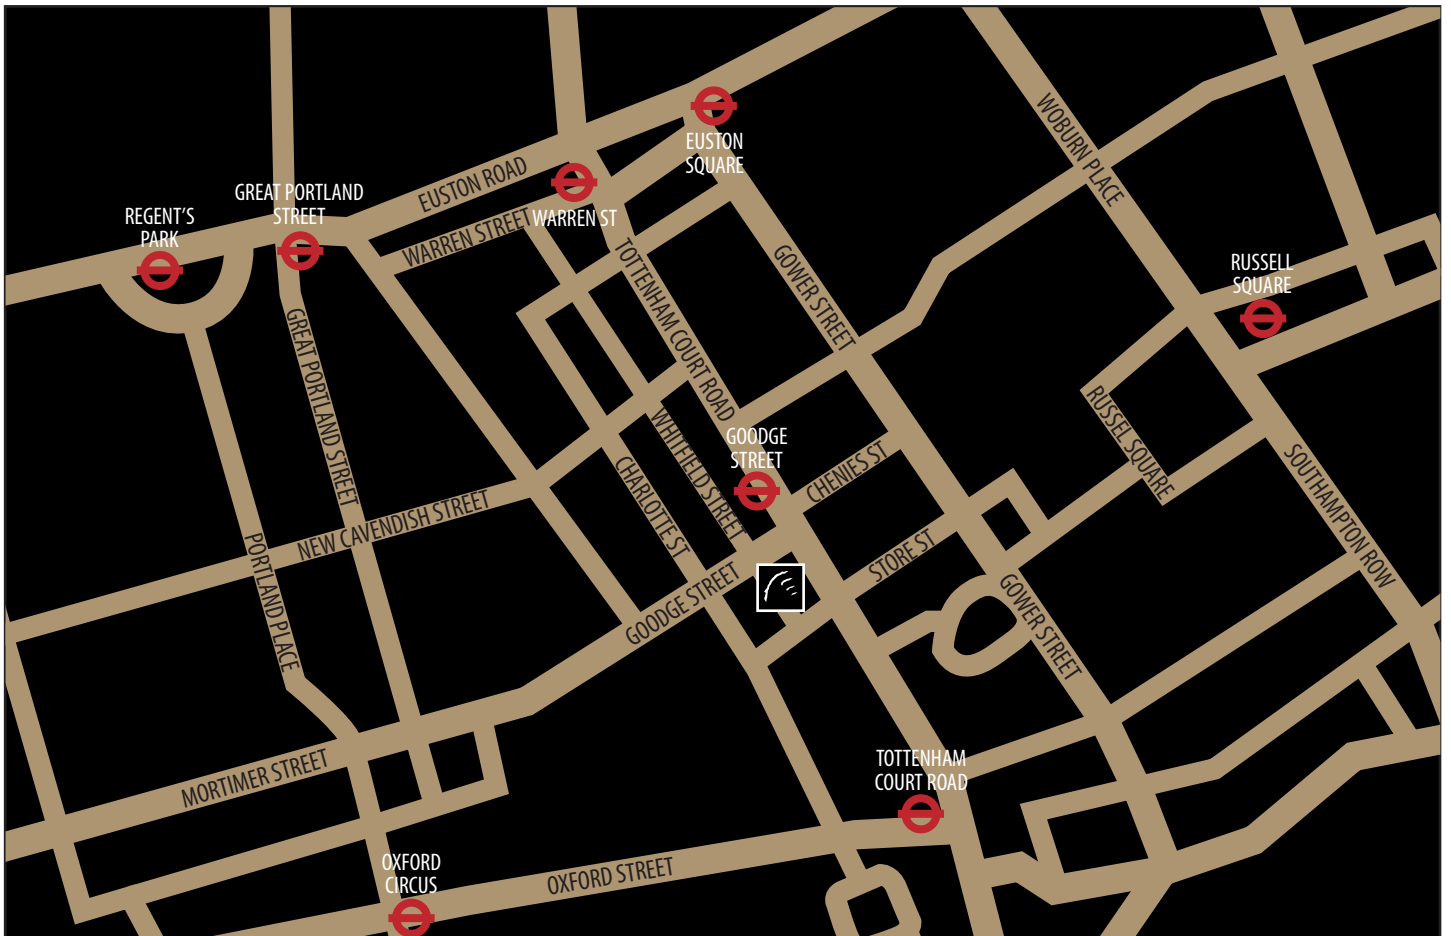 WOBURN PLACE
EUSTON
SQUARE
EUSTON ROAD
GREAT PORTLAND
STREET
REGENT'S
PARK
WARREN STREET
WARREN ST
TOTTENHAM COURT ROAD
GOWER STREET
RUSSELL
SQUARE
GREAT PORTLAND STREET
RUSSEL SQUARE
WHITFIELD STREET
GOODGE
STREET
CHENIES ST
CHARLOTTE ST
SOUTHAMPTON ROW
NEW CAVENDISH STREET
STORE ST
PORTLAND PLACE
GOODGE STREET
GOWER STREET
MORTIMER STREET
TOTTENHAM
COURT ROAD
OXFORD
CIRCUS
OXFORD STREET